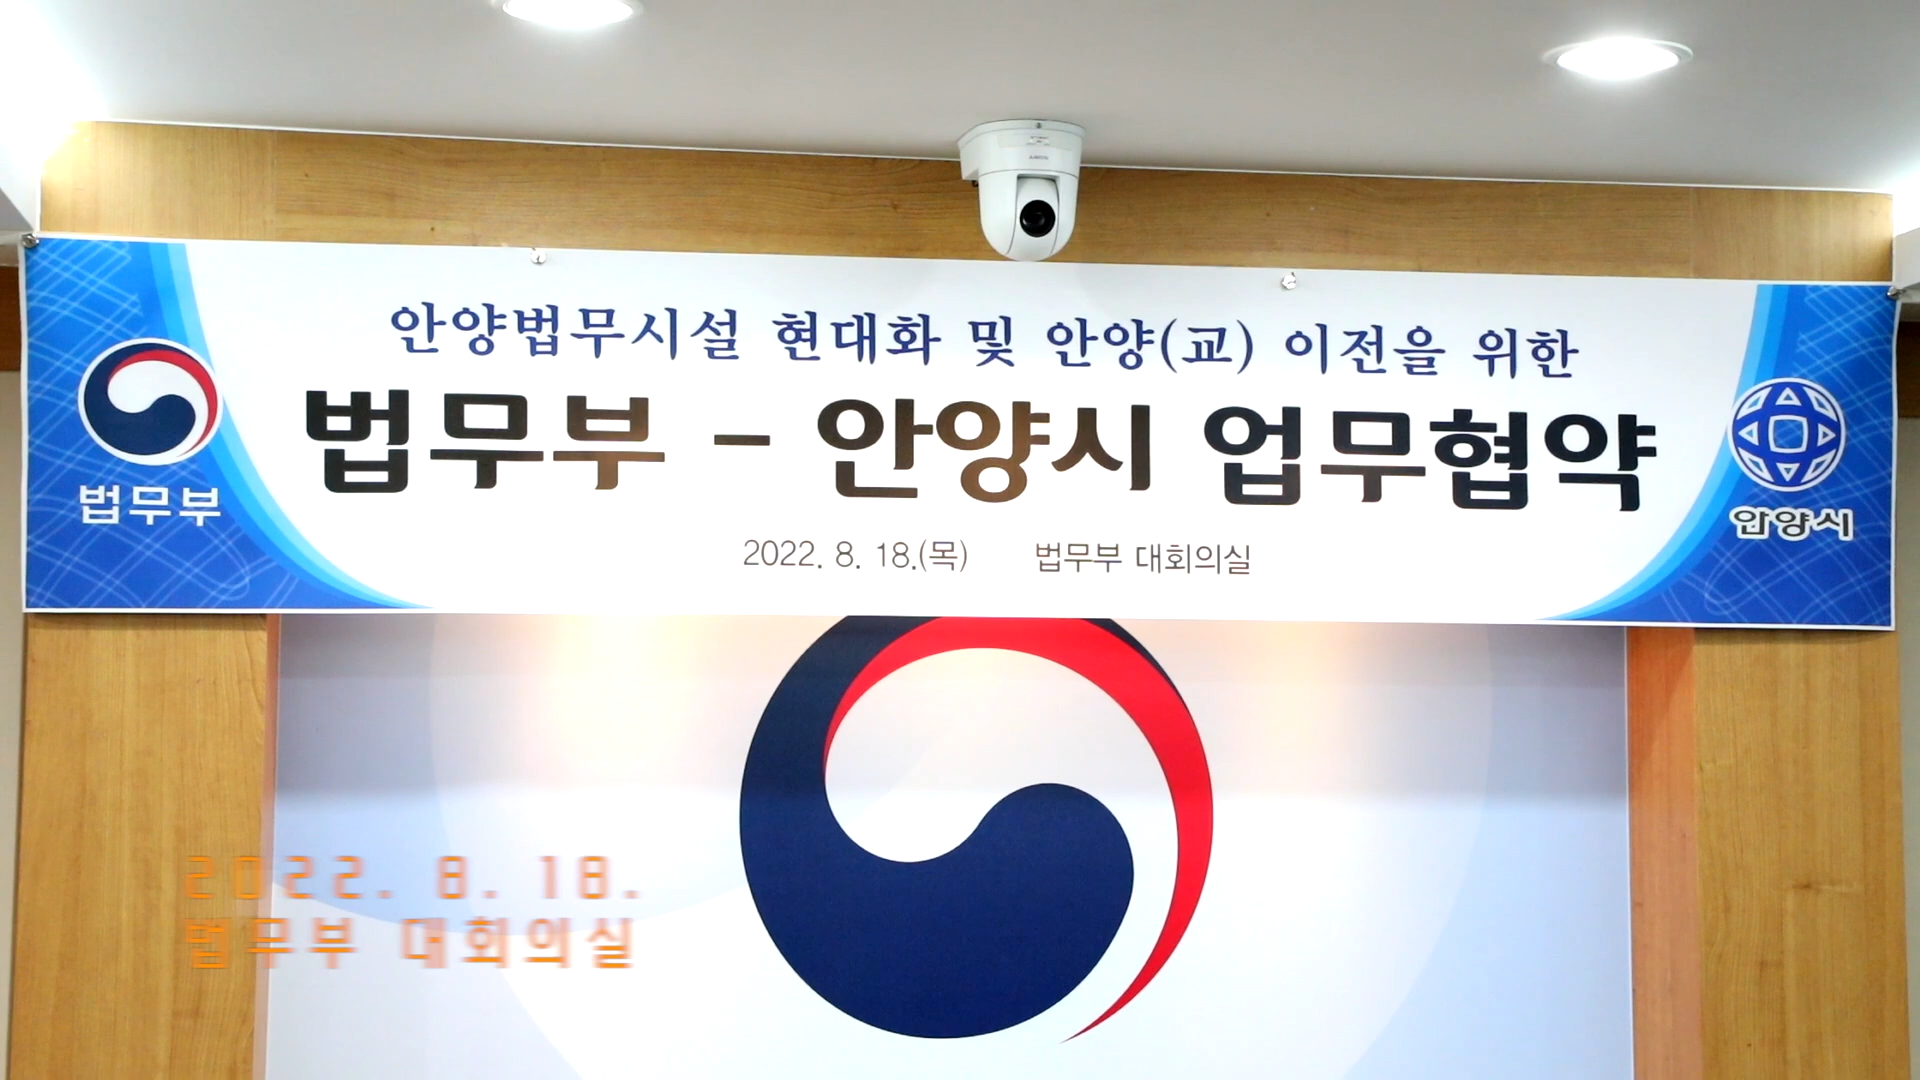 안양법무시설 현대화 및 안양(교) 이전을 위한
법무부 - 안양시 업무협약
2022. 8. 18.(목) 법무부 대회의실
법무부
안양시
2022. 8. 18.
법무부 대회의실